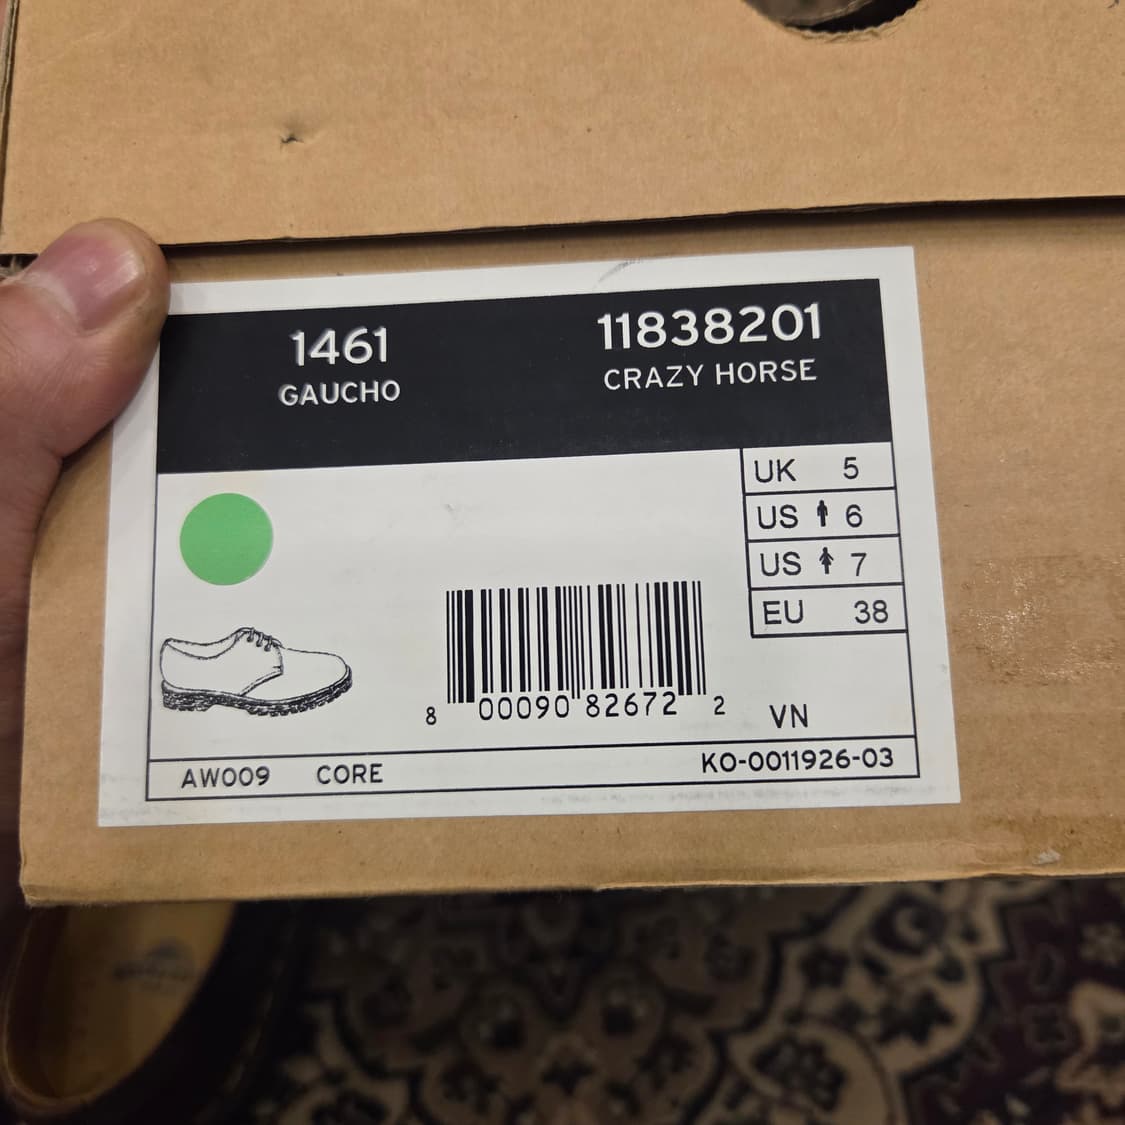 1461
GAUCHO
11838201
CRAZY HORSE
UK 5
US 6
US 7
EU 38
8 00090 82672 2
VN
AW009 CORE
KO-0011926-03